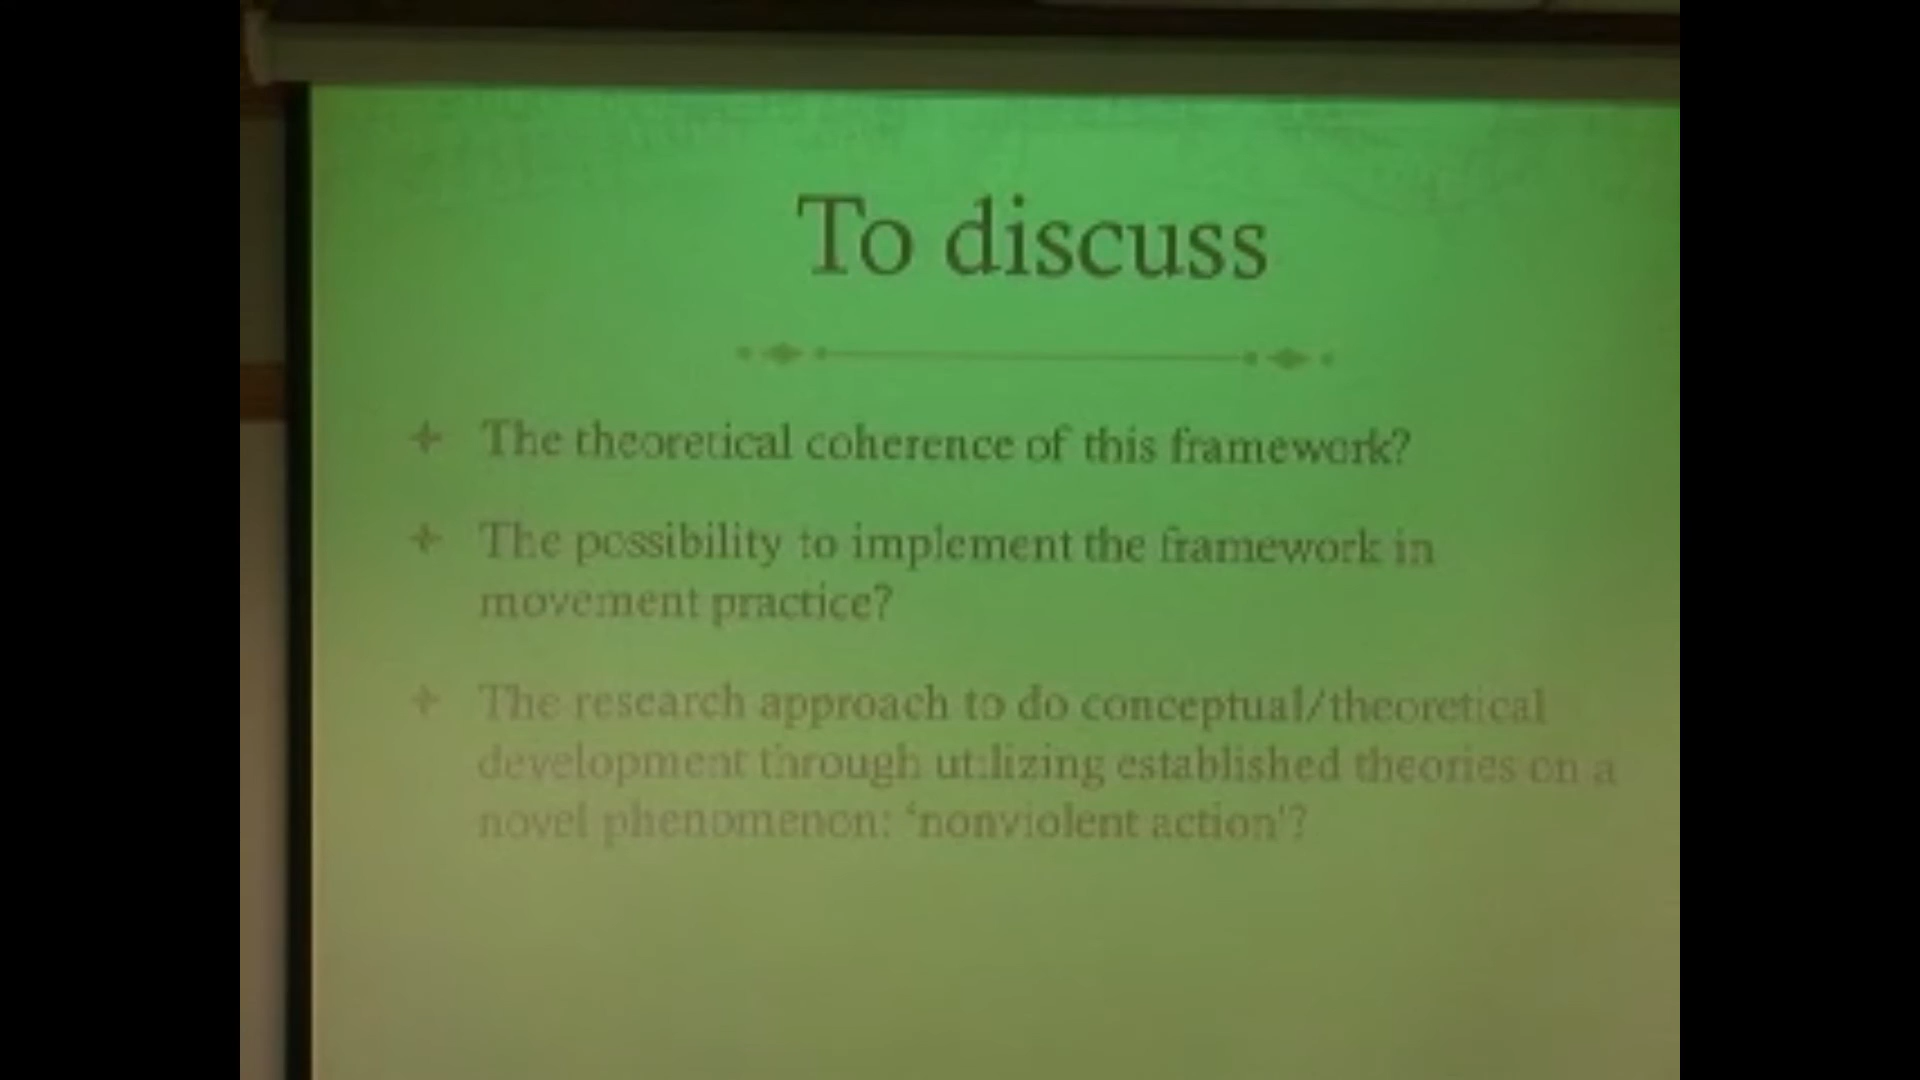 To discuss
The theoretical coherence of this framework?
The possibility to implement the framework in
movement practice?
The research approach to do conceptual/theoretical
development through utilizing established theories on a
novel phenomenon: ‘nonviolent action’?